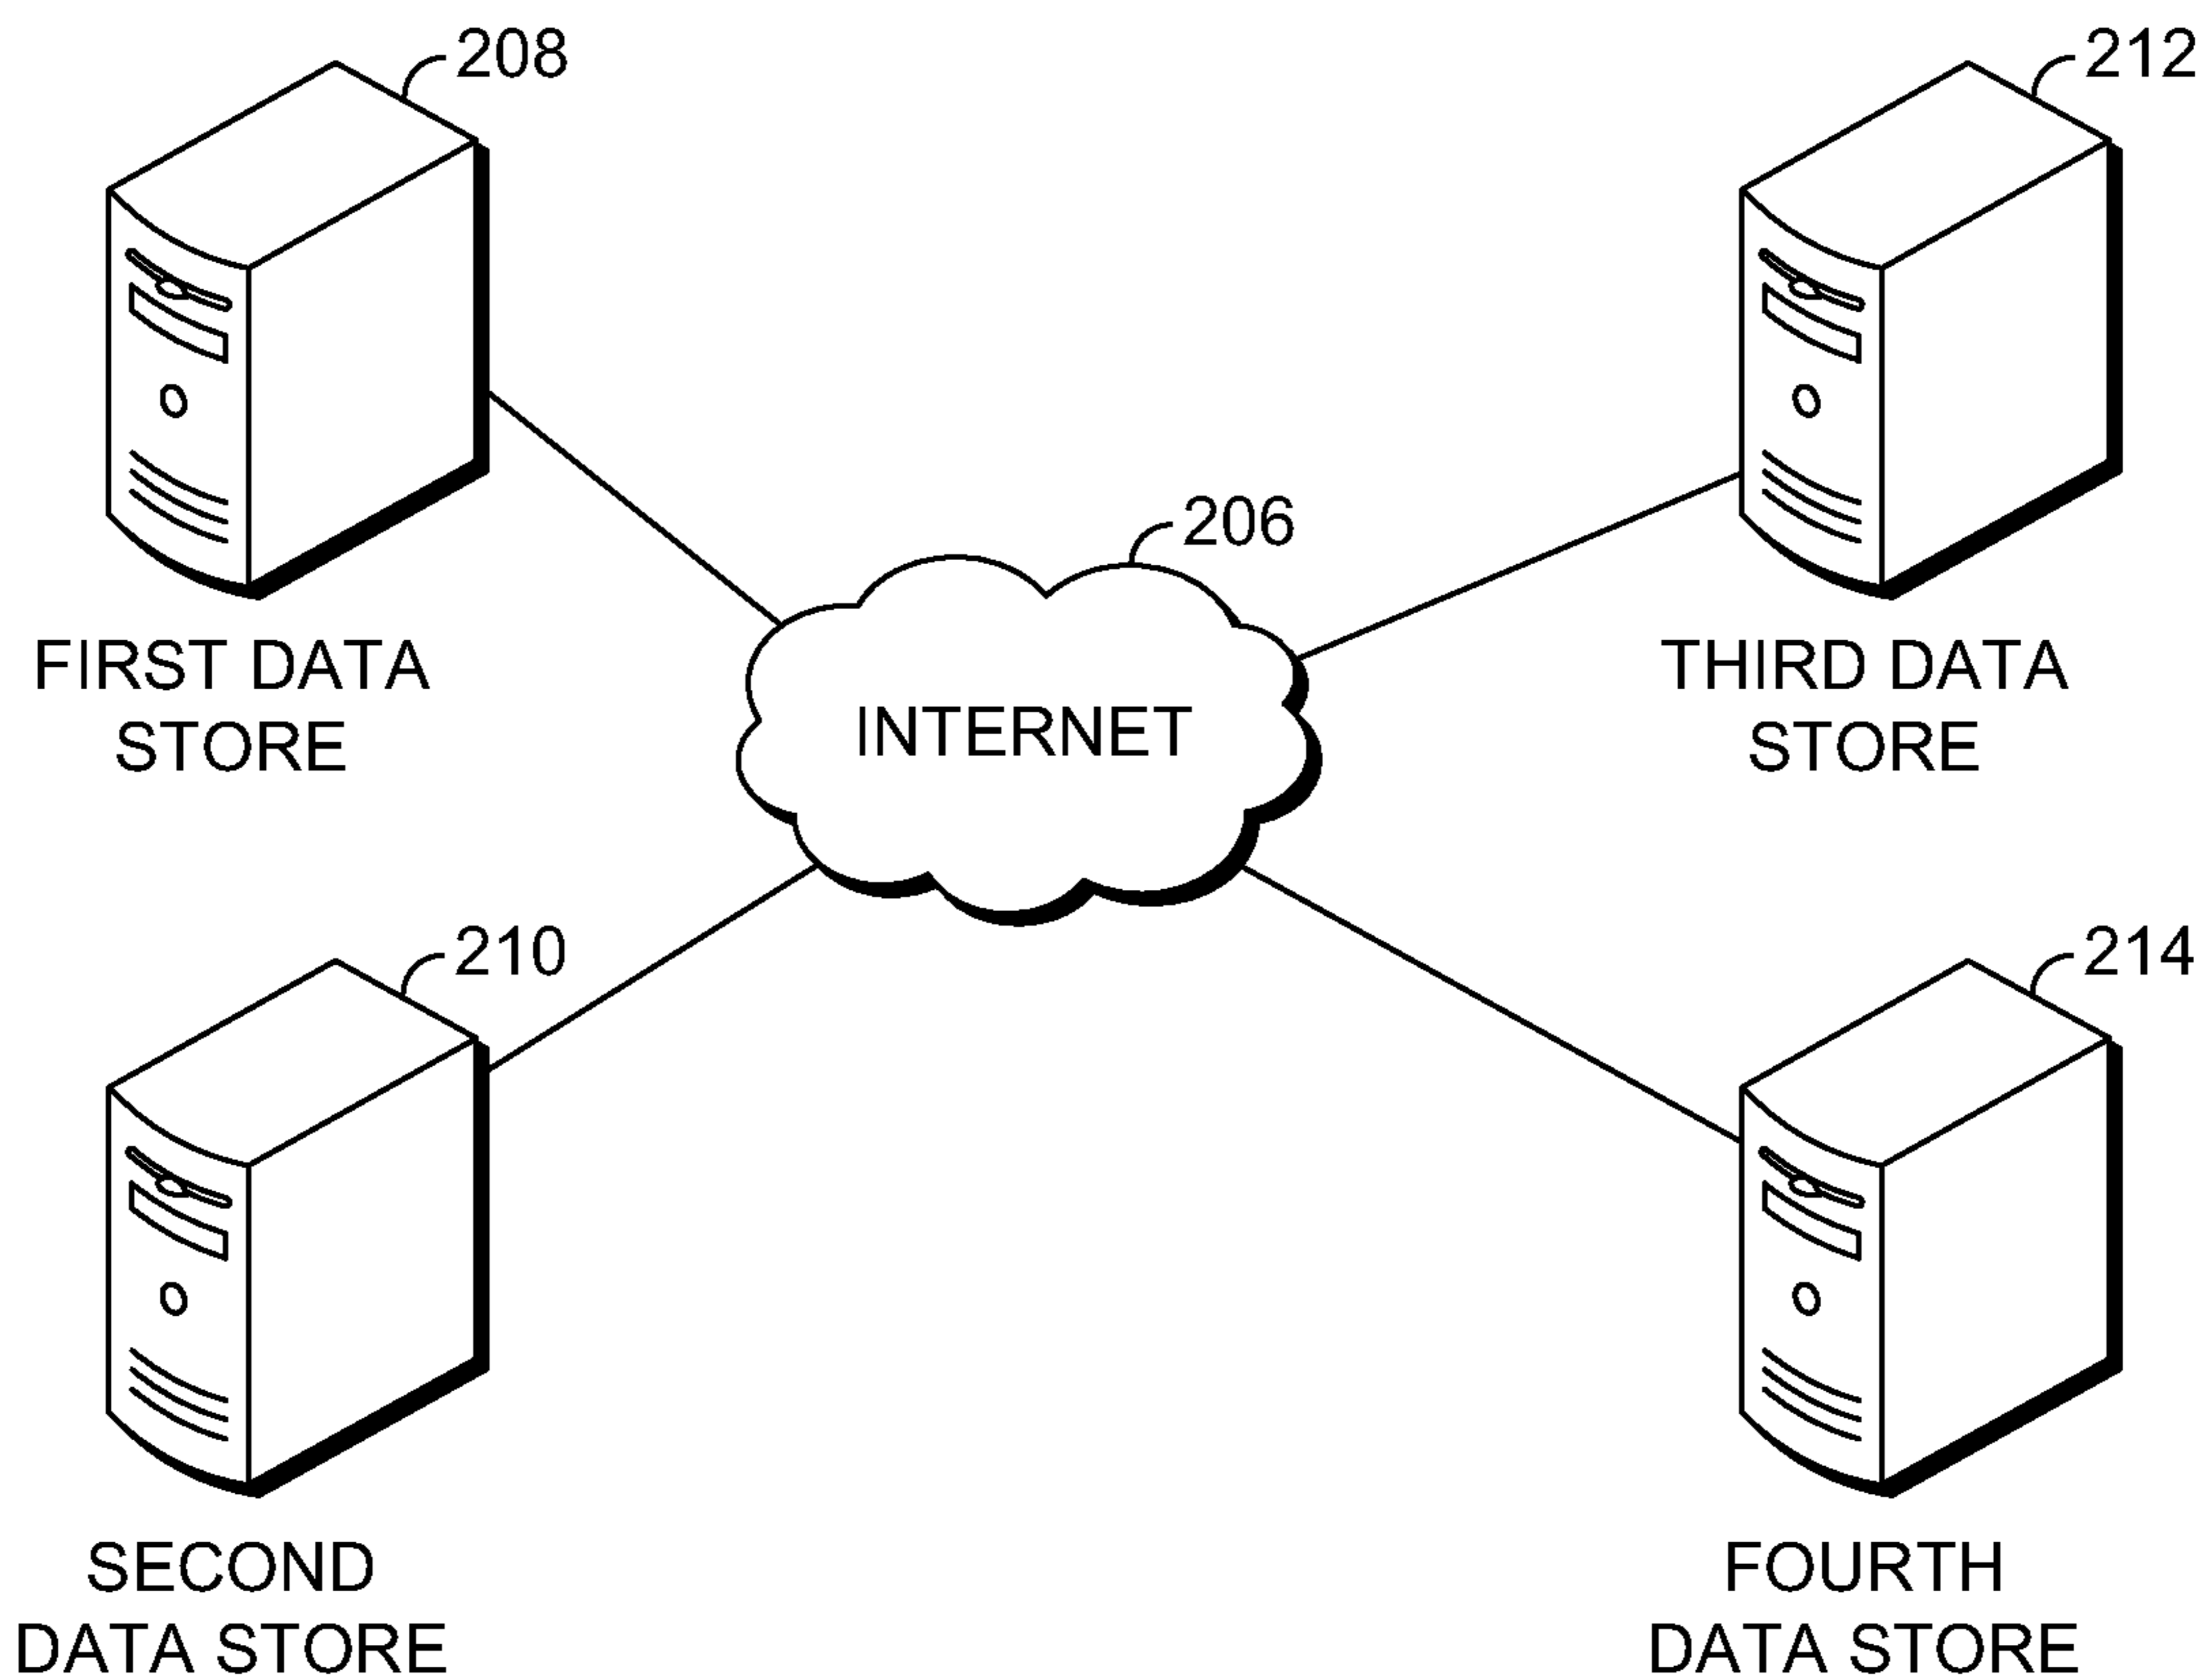 208
212
206
FIRST DATA
STORE
THIRD DATA
STORE
INTERNET
210
214
SECOND
DATA STORE
FOURTH
DATA STORE